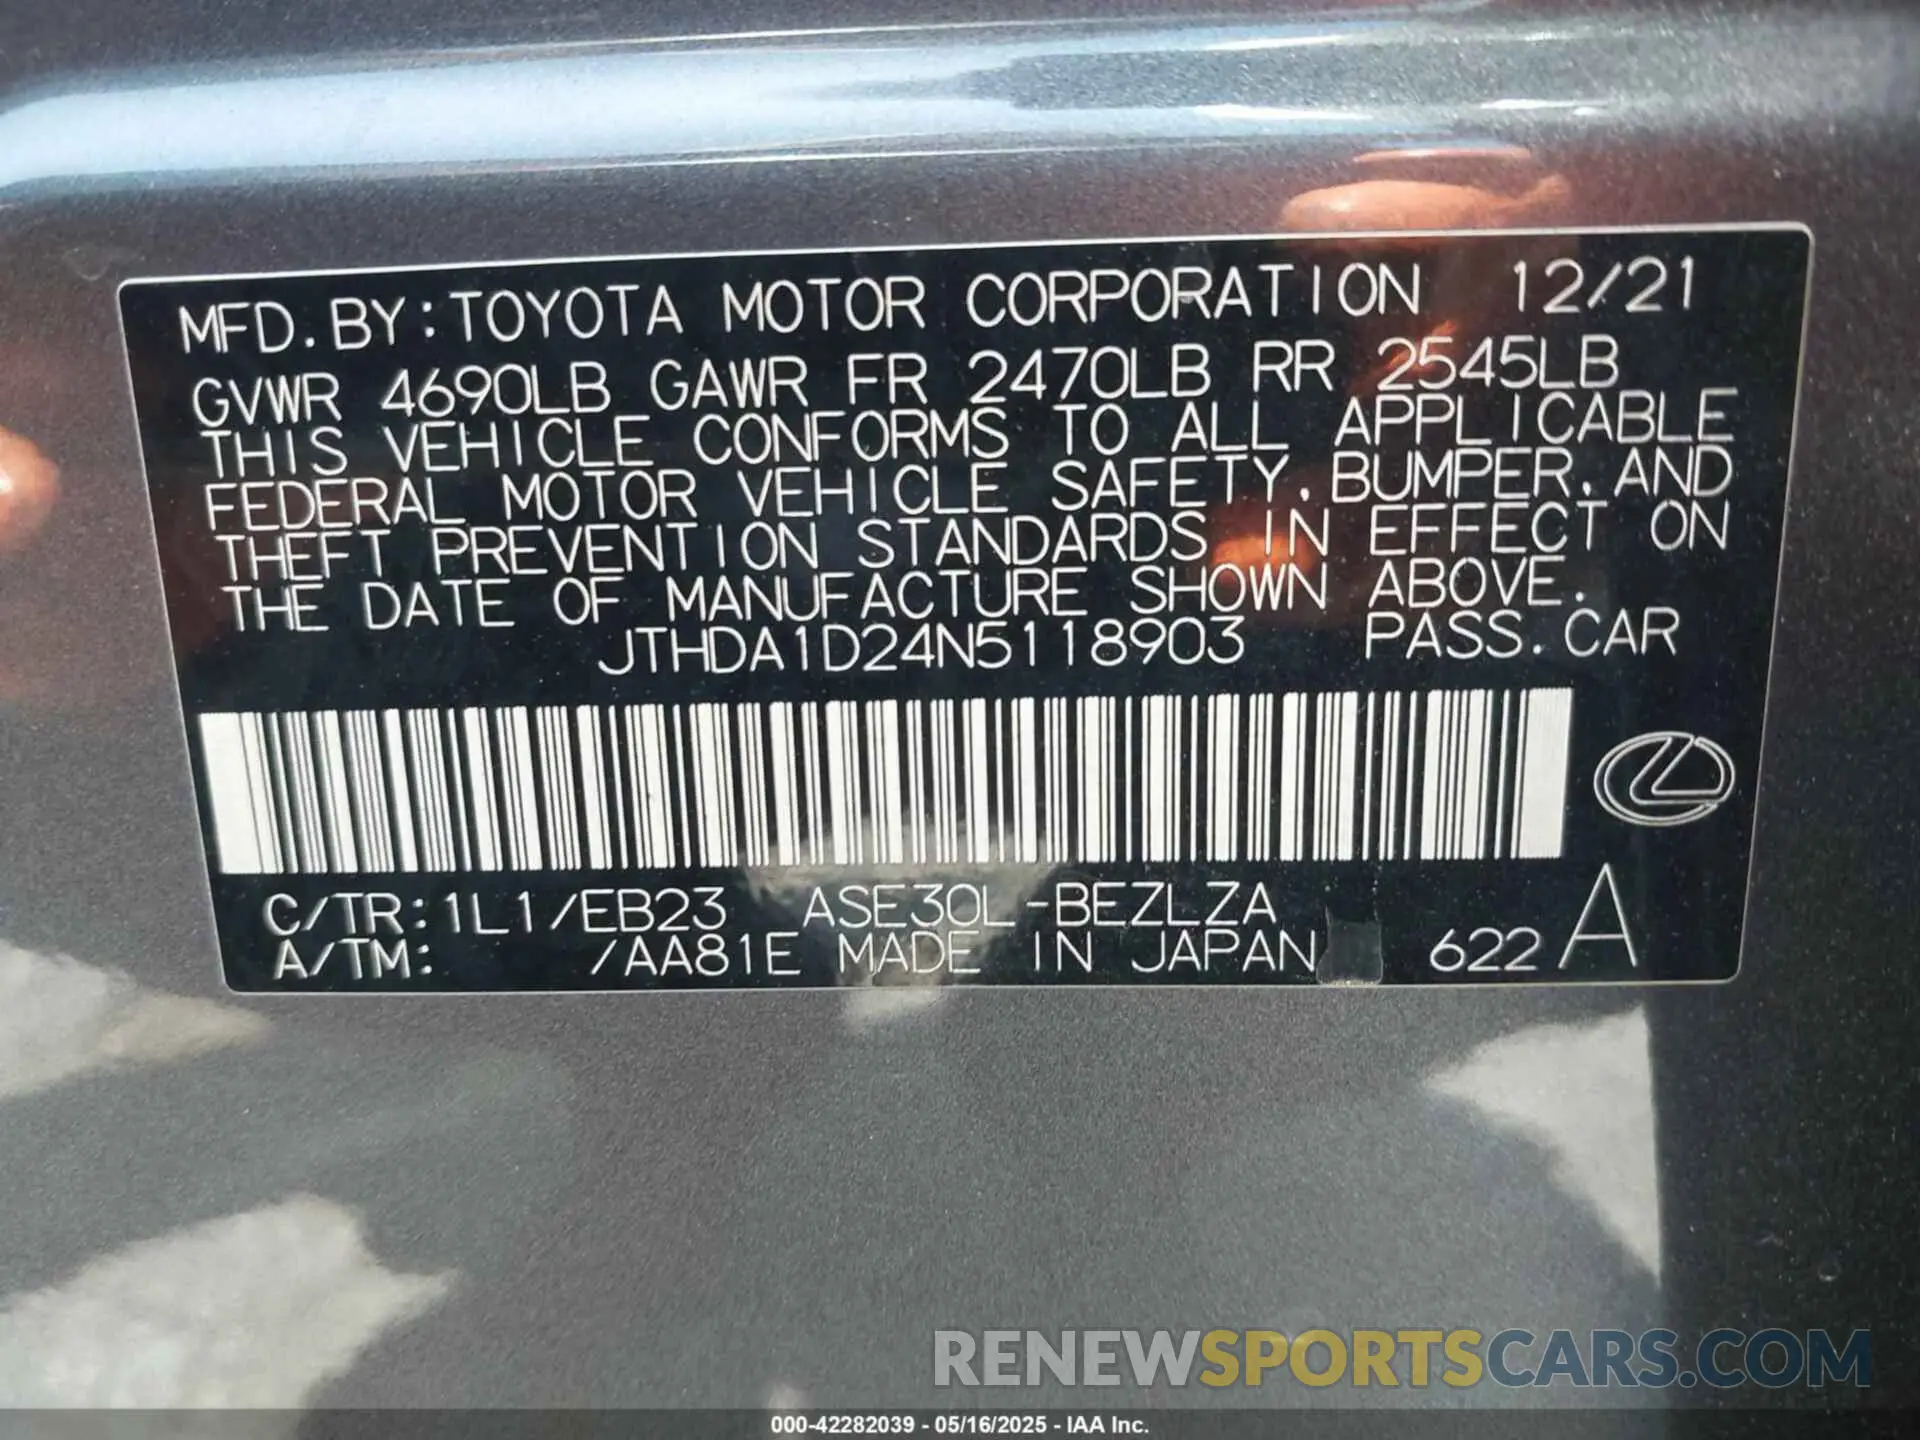 MFD. BY: TOYOTA MOTOR CORPORATION 12/21
GVWR 4690LB GAWR FR 2470LB RR 2545LB
THIS VEHICLE CONFORMS TO ALL APPLICABLE
FEDERAL MOTOR VEHICLE SAFETY, BUMPER, AND
THEFT PREVENTION STANDARDS IN EFFECT ON
THE DATE OF MANUFACTURE SHOWN ABOVE.
JTHDA1D24N5118903 PASS. CAR
C/TR: 1L1/EB23 ASE30L-BEZLZA
A/TM: /AA81E MADE IN JAPAN 622 A
RENEWSPORTSCARS.COM
000-42282039 - 05/16/2025 - IAA Inc.